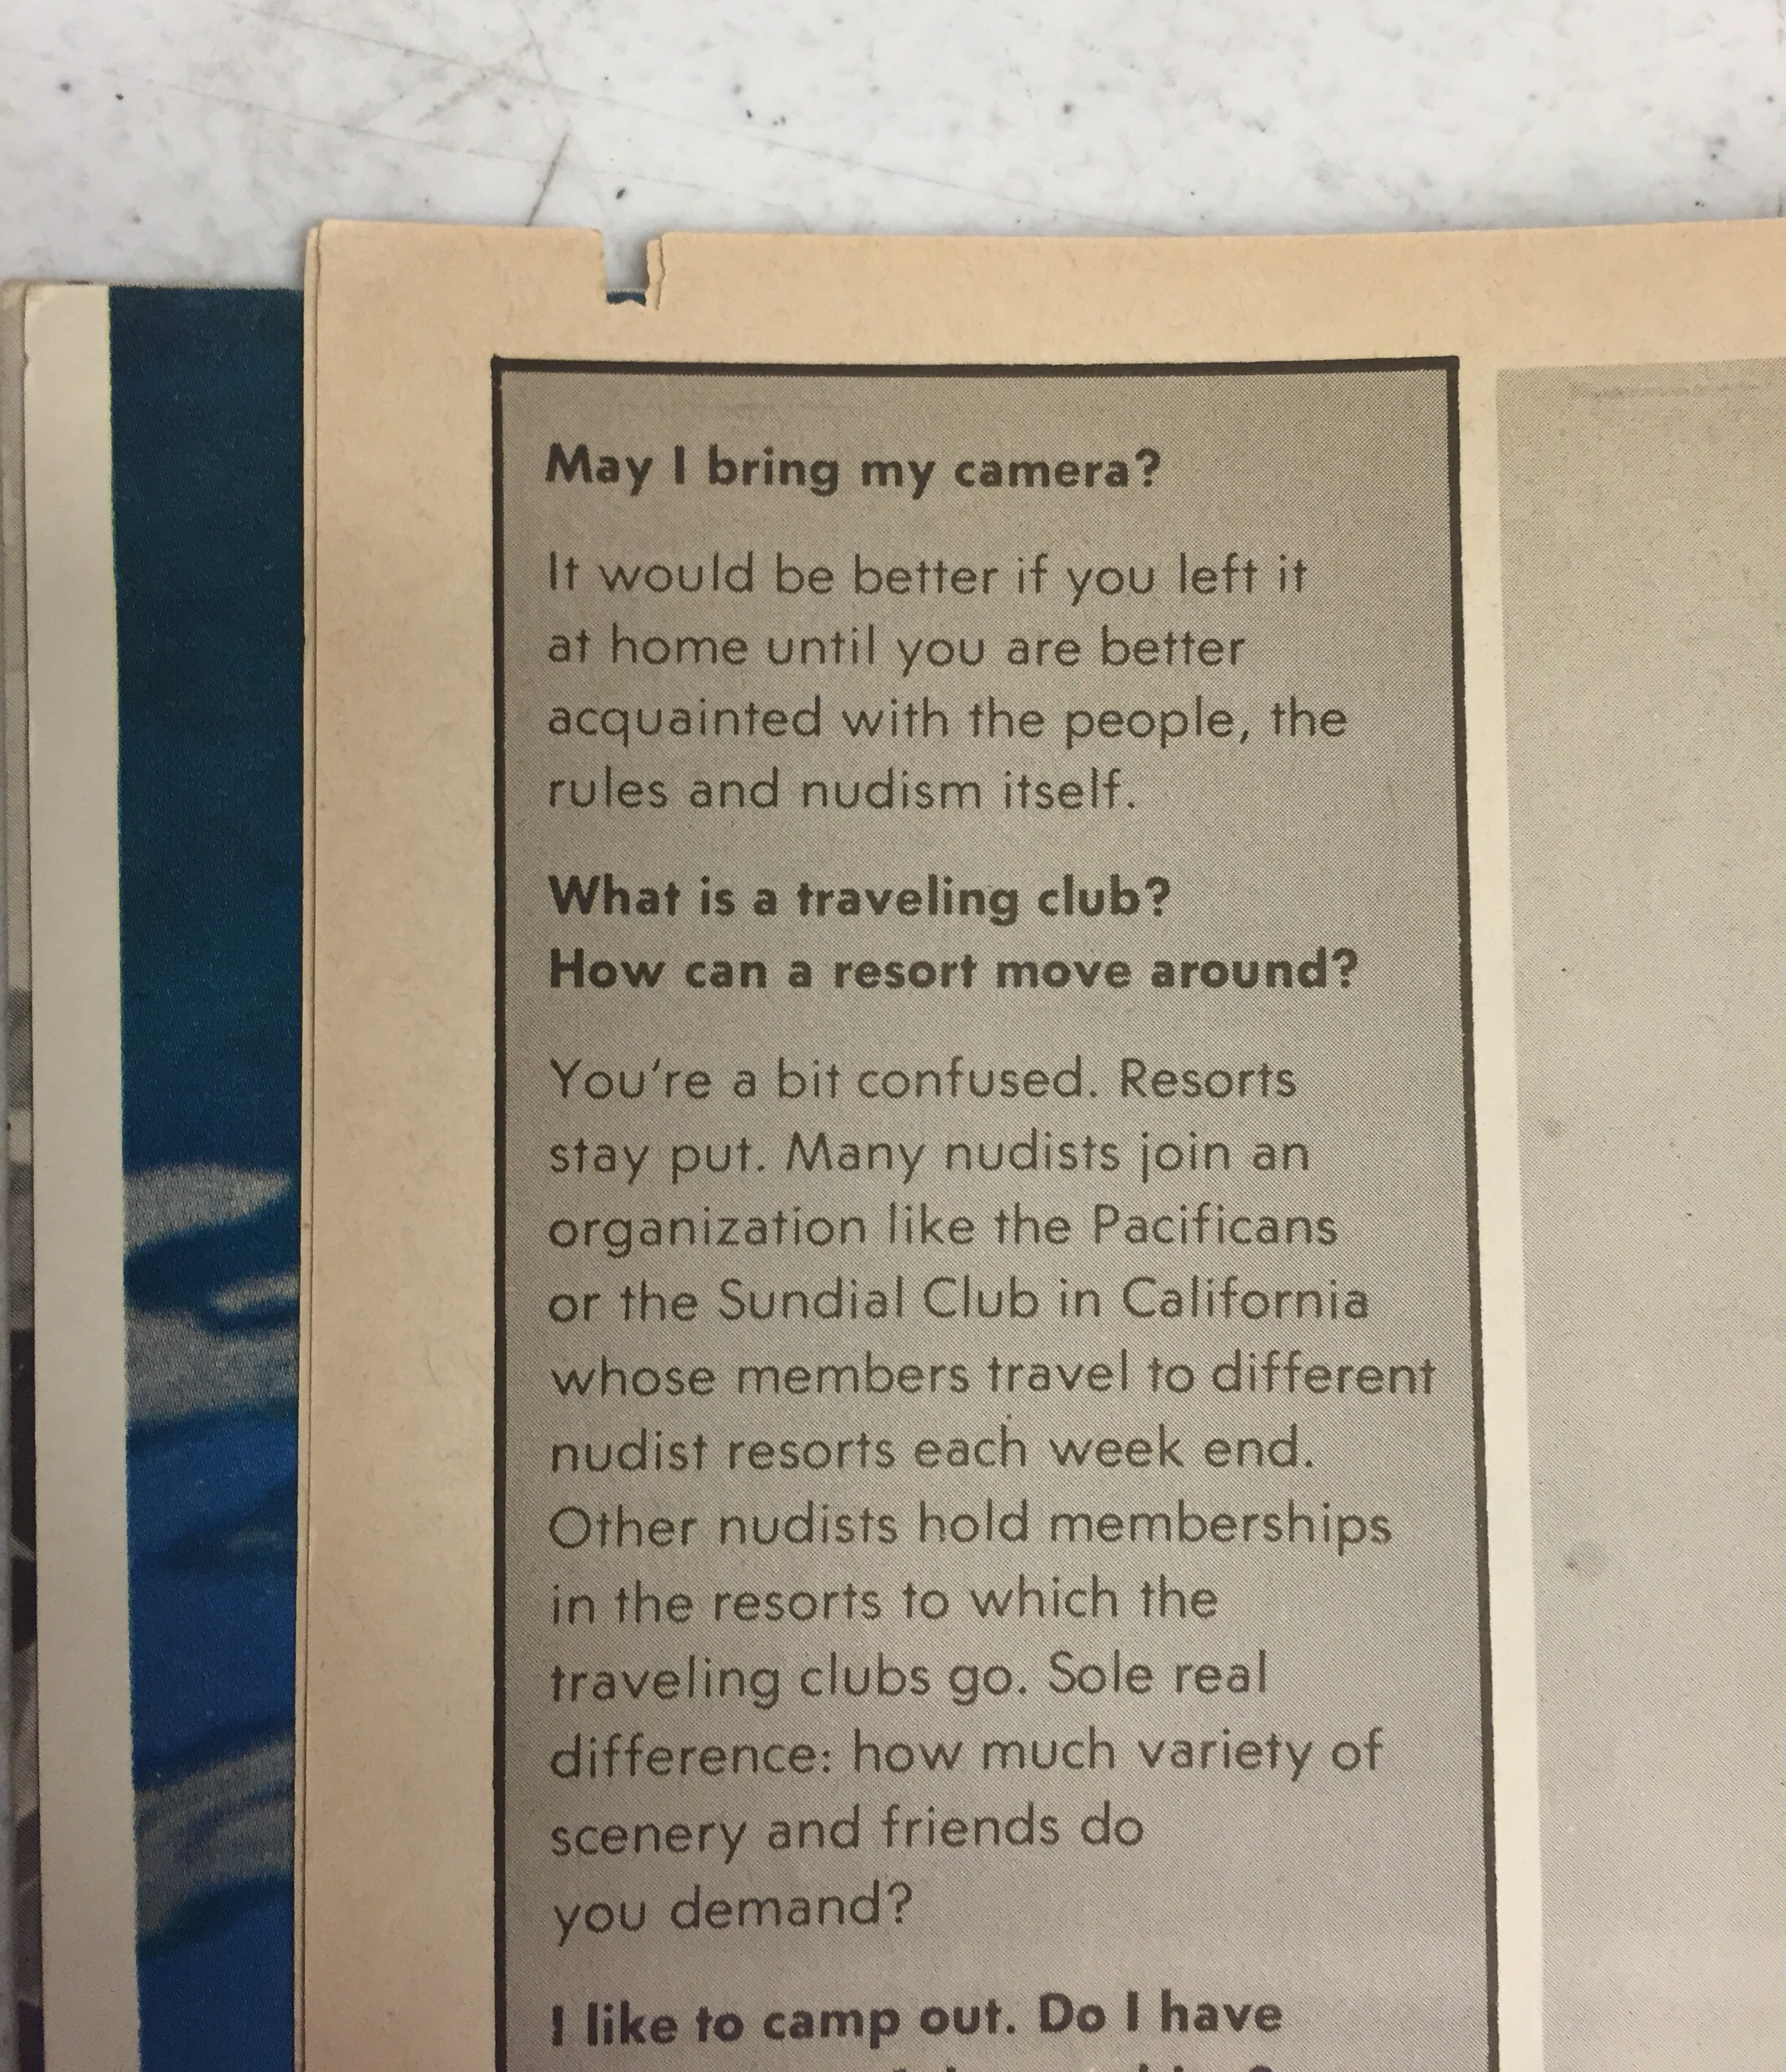 May I bring my camera?
It would be better if you left it
at home until you are better
acquainted with the people, the
rules and nudism itself.
What is a traveling club?
How can a resort move around?
You're a bit confused. Resorts
stay put. Many nudists join an
organization like the Pacificans
or the Sundial Club in California
whose members travel to different
nudist resorts each week end.
Other nudists hold memberships
in the resorts to which the
traveling clubs go. Sole real
difference: how much variety of
scenery and friends do
you demand?
I like to camp out. Do I have